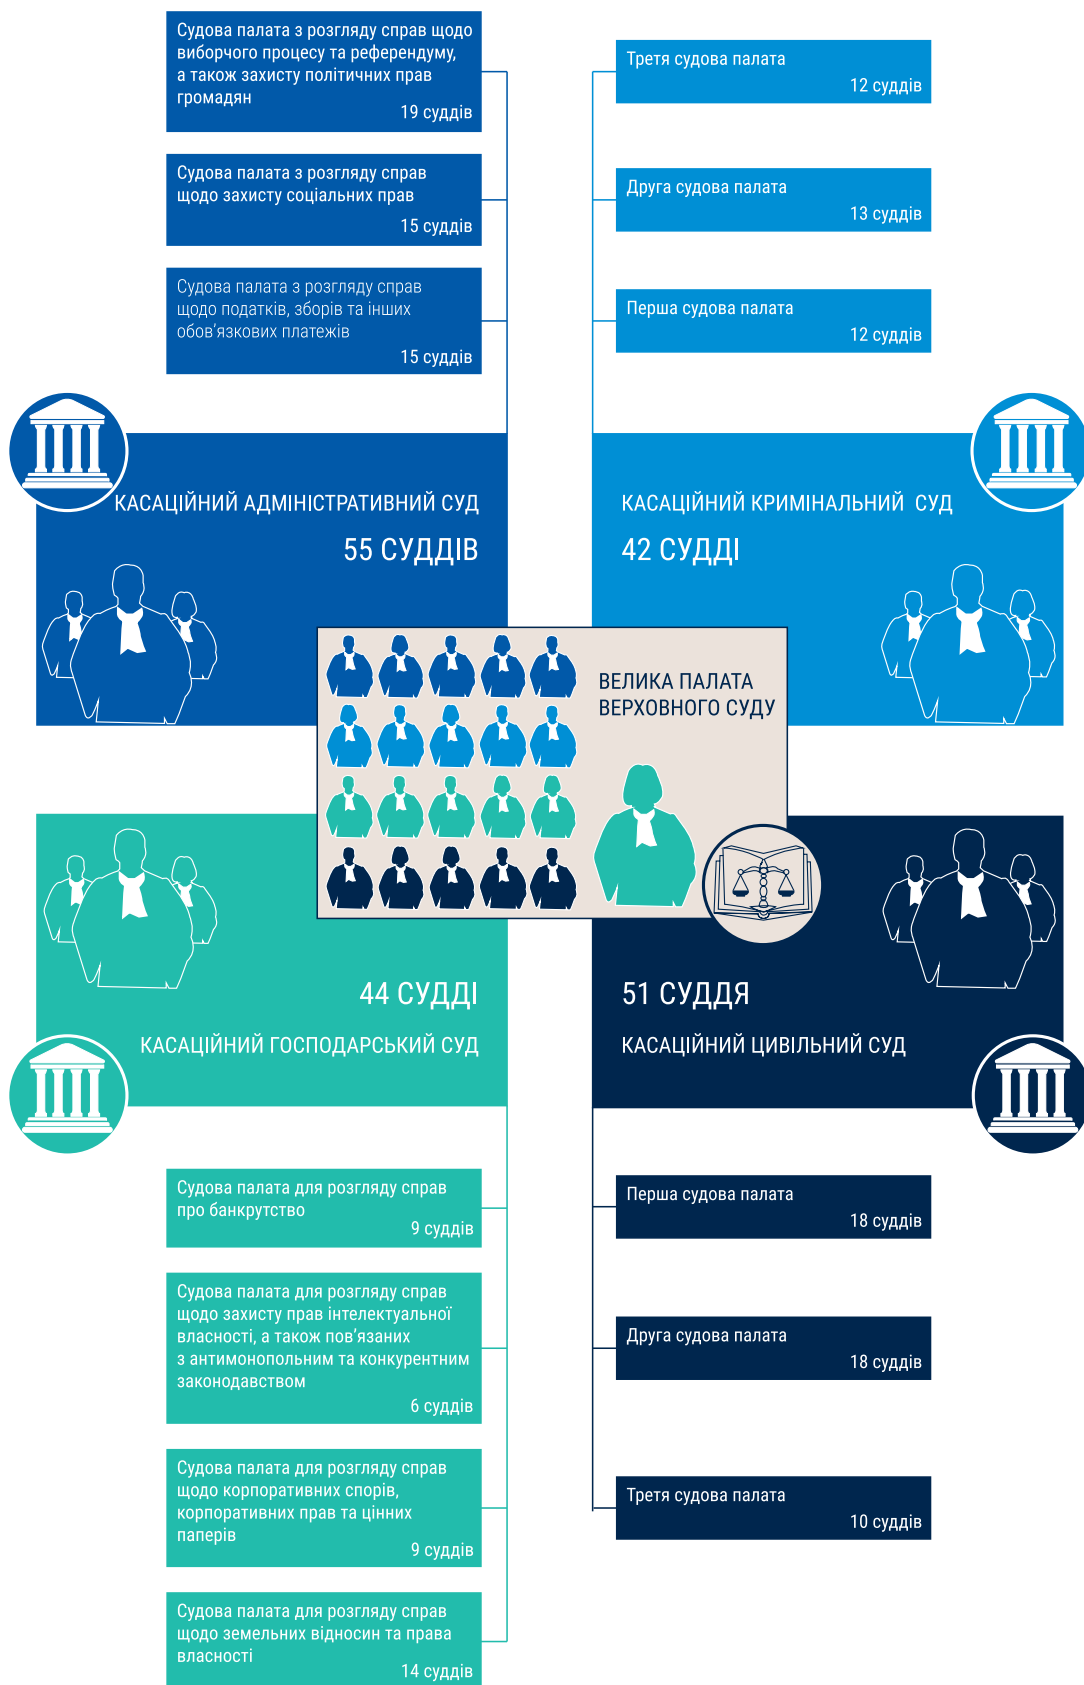 Судова палата з розгляду справ щодо
виборчого процесу та референдуму,
а також захисту політичних прав
громадян
19 суддів
Судова палата з розгляду справ
щодо захисту соціальних прав
15 суддів
Судова палата з розгляду справ
щодо податків, зборів та інших
обов’язкових платежів
15 суддів
Третя судова палата
12 суддів
Друга судова палата
13 суддів
Перша судова палата
12 суддів
КАСАЦІЙНИЙ АДМІНІСТРАТИВНИЙ СУД
55 СУДДІВ
КАСАЦІЙНИЙ КРИМІНАЛЬНИЙ СУД
42 СУДДІ
ВЕЛИКА ПАЛАТА
ВЕРХОВНОГО СУДУ
44 СУДДІ
КАСАЦІЙНИЙ ГОСПОДАРСЬКИЙ СУД
51 СУДДЯ
КАСАЦІЙНИЙ ЦИВІЛЬНИЙ СУД
Судова палата для розгляду справ
про банкрутство
9 суддів
Судова палата для розгляду справ
щодо захисту прав інтелектуальної
власності, а також пов’язаних
з антимонопольним та конкурентним
законодавством
6 суддів
Судова палата для розгляду справ
щодо корпоративних спорів,
корпоративних прав та цінних
паперів
9 суддів
Судова палата для розгляду справ
щодо земельних відносин та права
власності
14 суддів
Перша судова палата
18 суддів
Друга судова палата
18 суддів
Третя судова палата
10 суддів